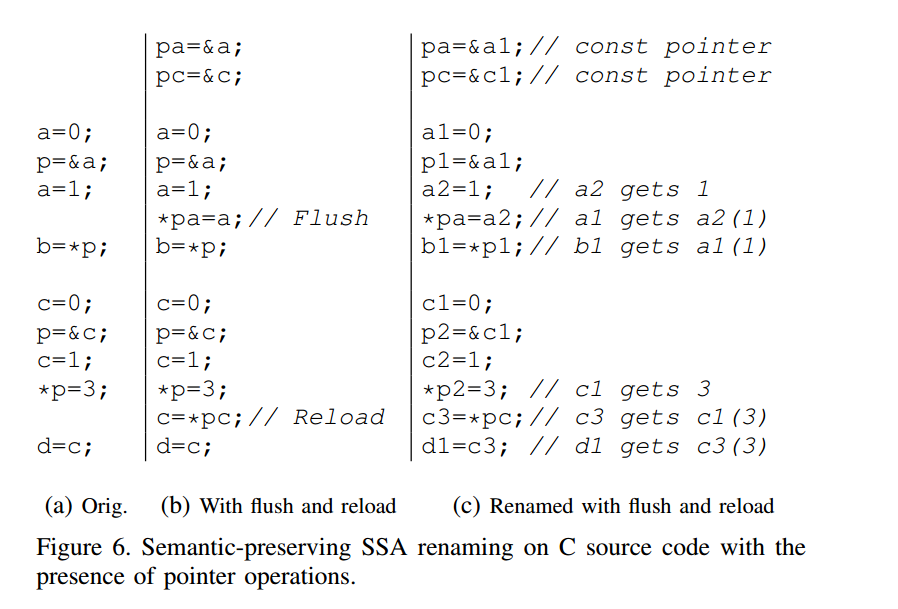 pa=&a; pa=&a1;// const pointer
pc=&c; pc=&c1;// const pointer
a=0; a=0; a1=0;
p=&a; p=&a; p1=&a1;
a=1; a=1; a2=1; // a2 gets 1
*pa=a;// Flush *pa=a2;// a1 gets a2(1)
b=*p; b=*p; b1=*p1;// b1 gets a1(1)
c=0; c=0; c1=0;
p=&c; p=&c; p2=&c1;
c=1; c=1; c2=1;
*p=3; *p=3; *p2=3; // c1 gets 3
c=*pc;// Reload c3=*pc;// c3 gets c1(3)
d=c; d=c; d1=c3; // d1 gets c3(3)
(a) Orig. (b) With flush and reload (c) Renamed with flush and reload
Figure 6. Semantic-preserving SSA renaming on C source code with the
presence of pointer operations.